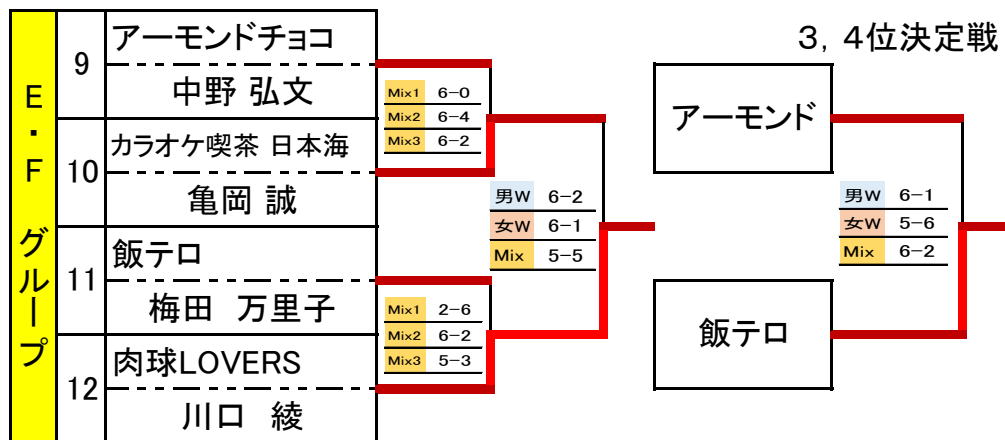 E・F グループ
9
アーモンドチョコ
中野 弘文
10
カラオケ喫茶 日本海
亀岡 誠
11
飯テロ
梅田 万里子
12
肉球LOVERS
川口 綾
Mix1 6-0
Mix2 6-4
Mix3 6-2
Mix1 2-6
Mix2 6-2
Mix3 5-3
男W 6-2
女W 6-1
Mix 5-5
3, 4位決定戦
アーモンド
飯テロ
男W 6-1
女W 5-6
Mix 6-2